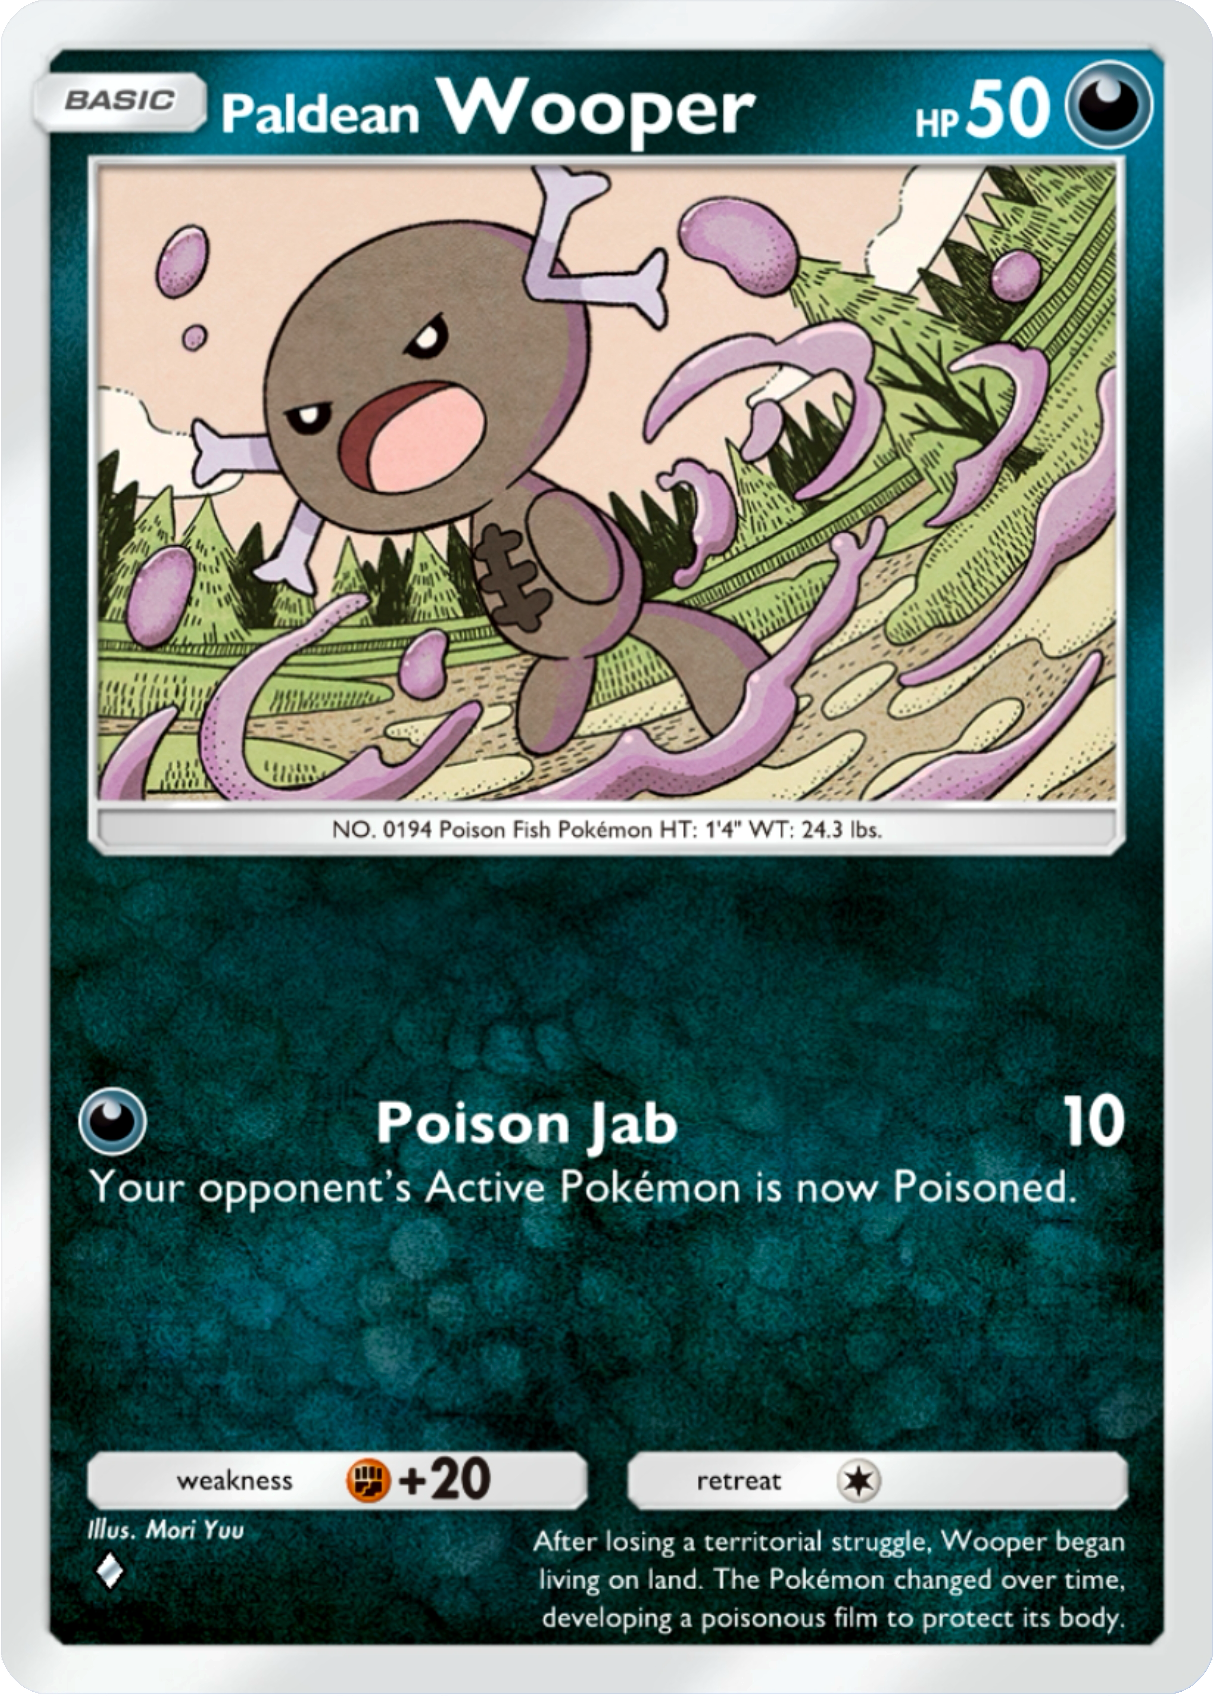 BASIC
Paldean Wooper
HP 50
NO. 0194 Poison Fish Pokémon HT: 1'4" WT: 24.3 lbs.
Poison Jab 10
Your opponent's Active Pokémon is now Poisoned.
weakness +20
retreat
Illus. Mori Yuu
After losing a territorial struggle, Wooper began
living on land. The Pokémon changed over time,
developing a poisonous film to protect its body.